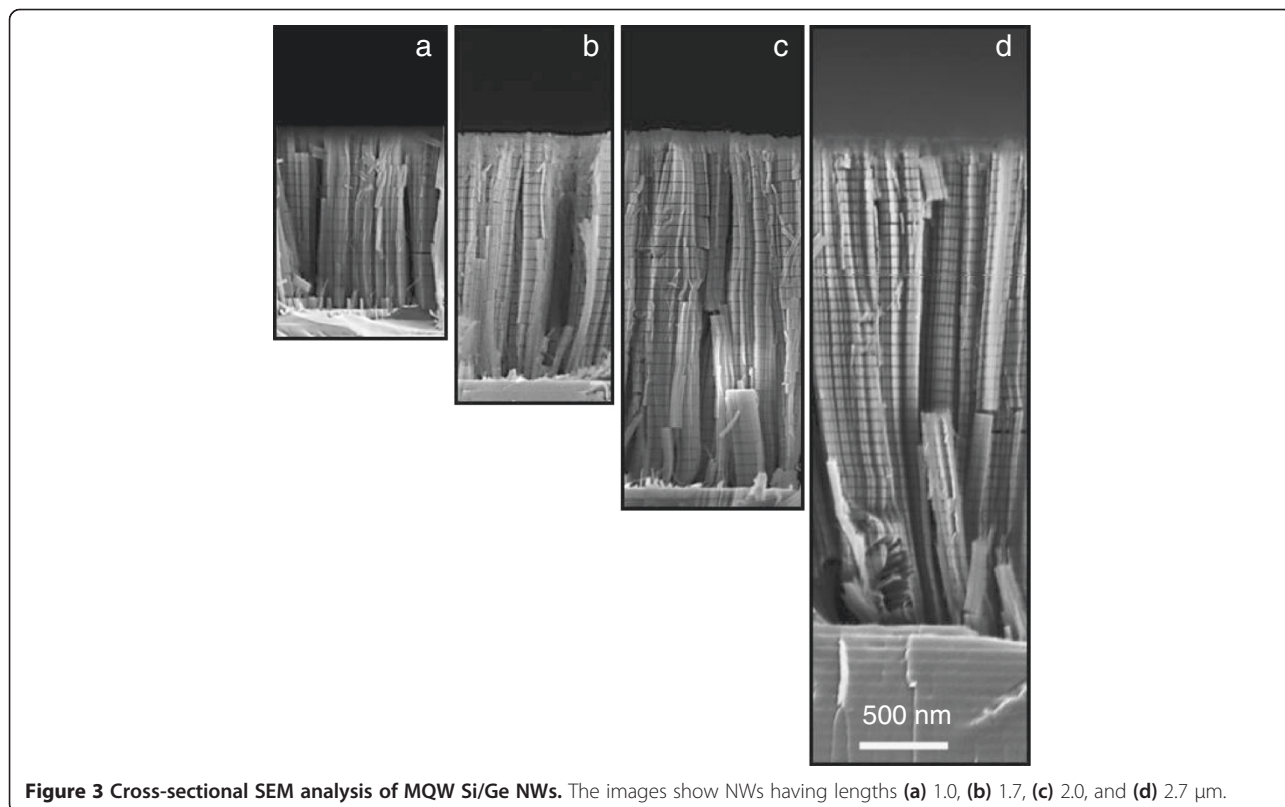 a
b
c
d
500 nm
Figure 3 Cross-sectional SEM analysis of MQW Si/Ge NWs. The images show NWs having lengths (a) 1.0, (b) 1.7, (c) 2.0, and (d) 2.7 μm.